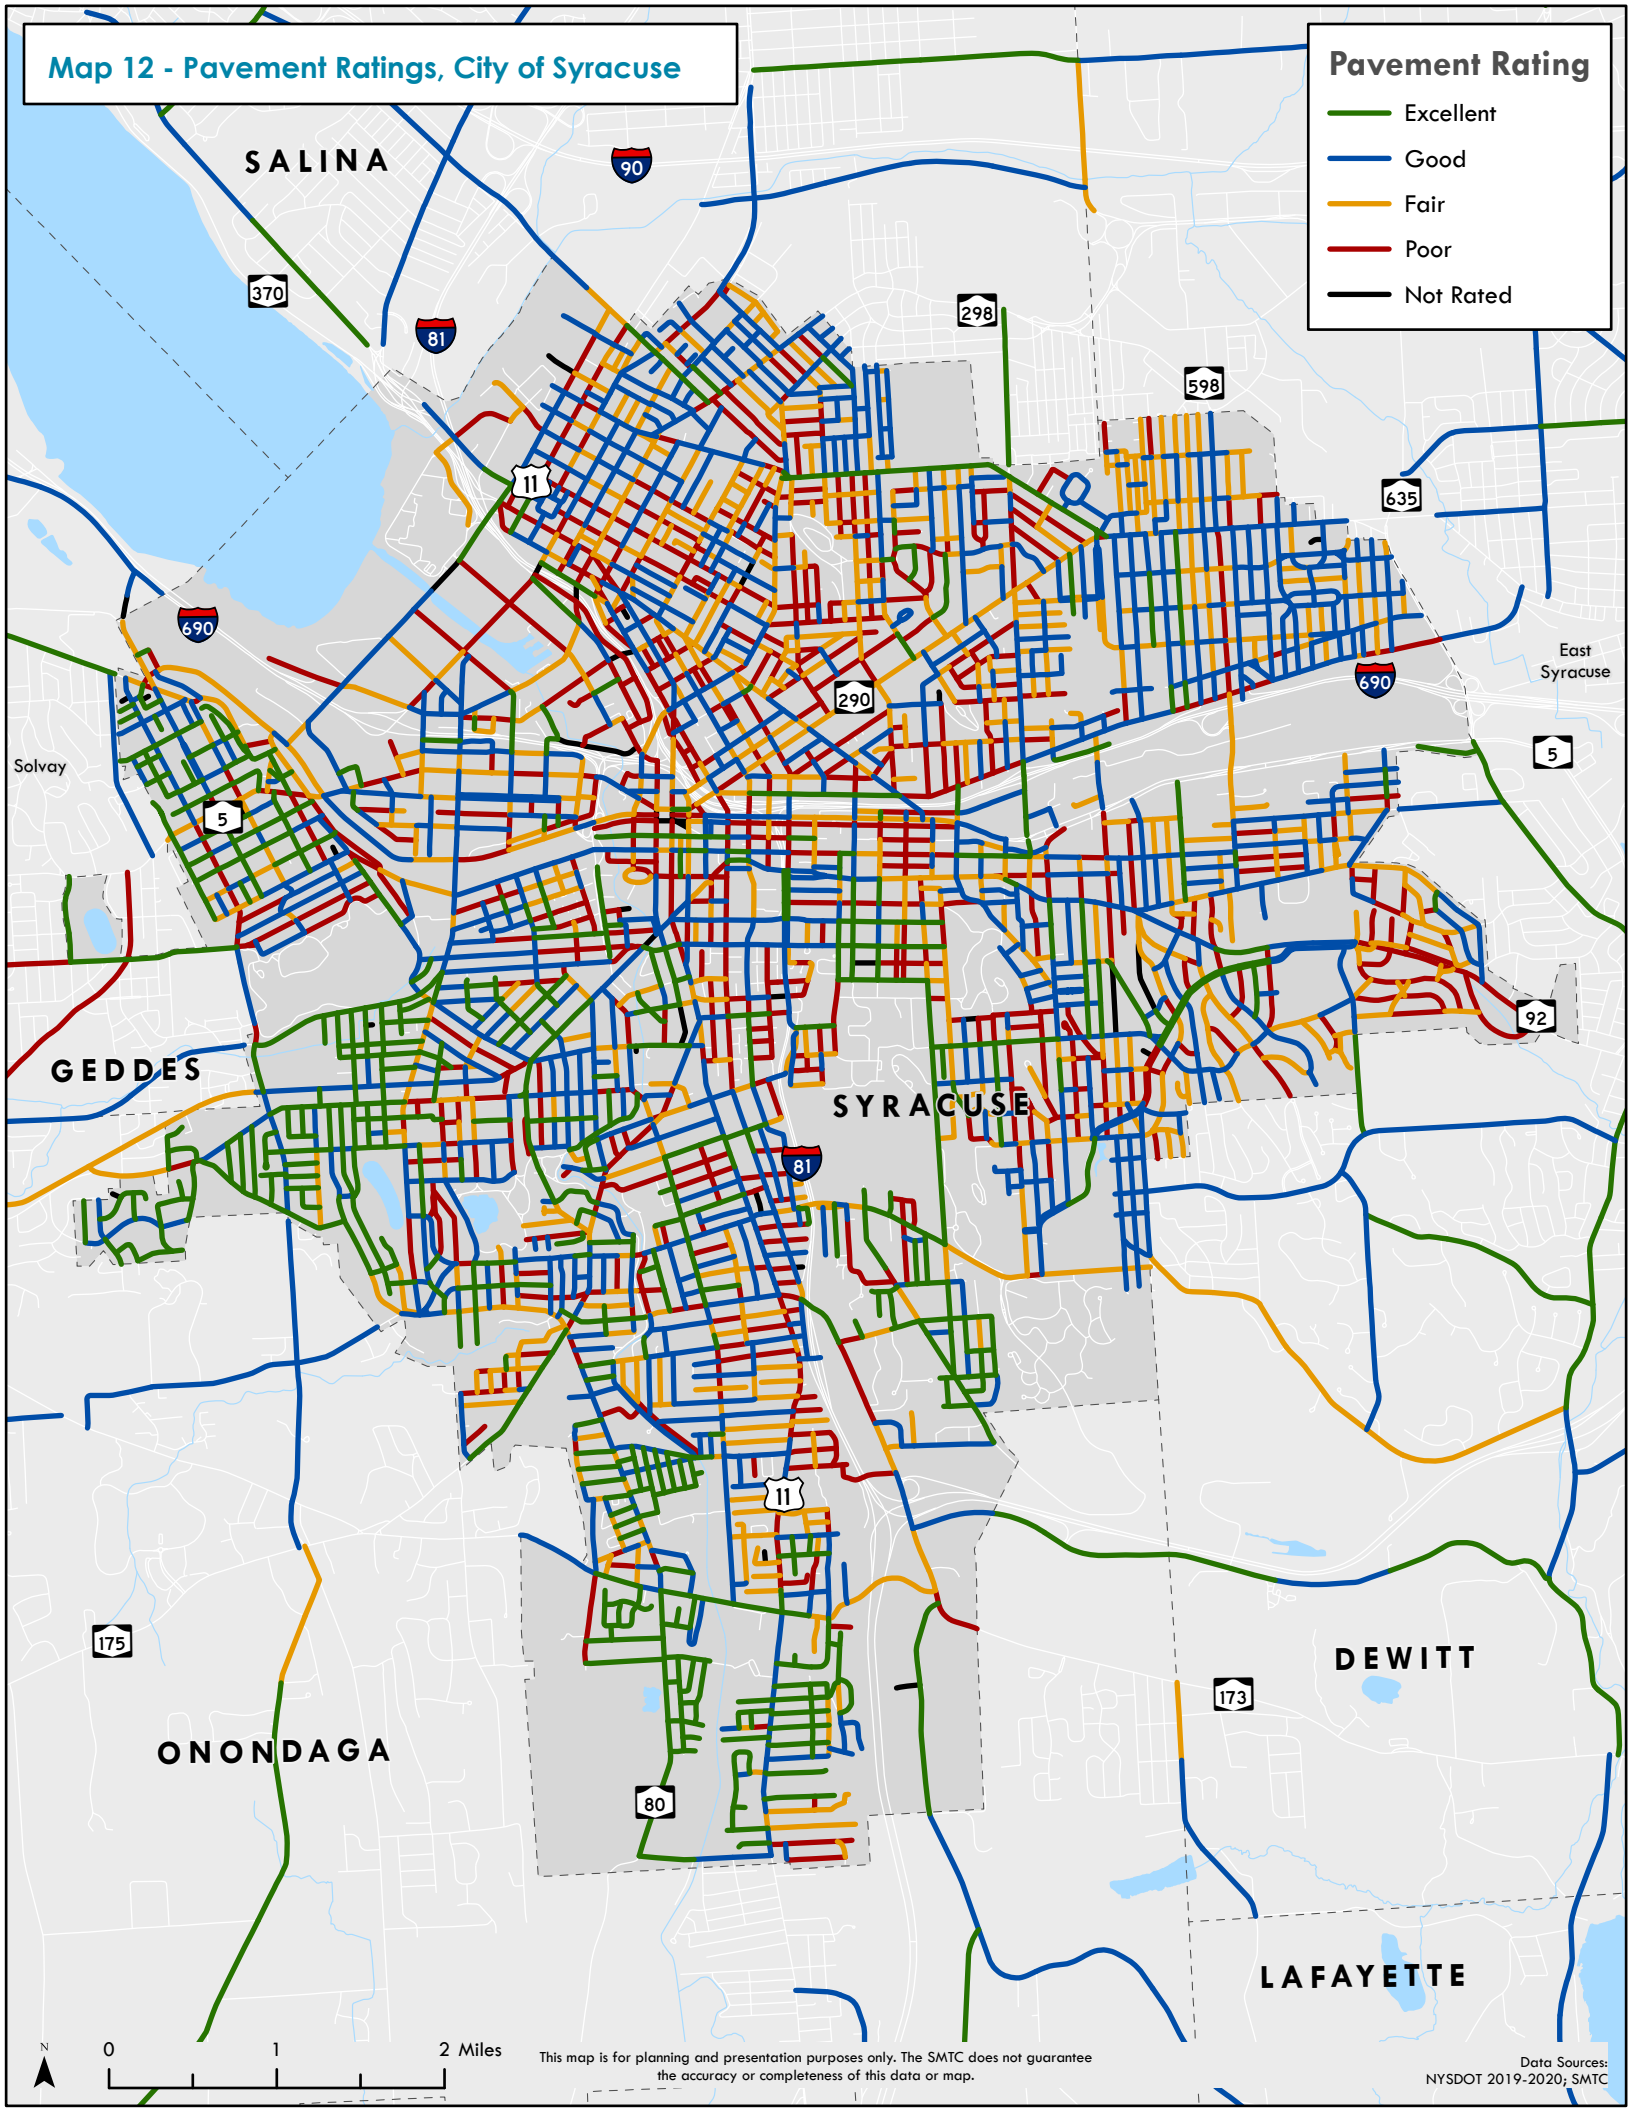 Map 12 - Pavement Ratings, City of Syracuse
Pavement Rating
Excellent
Good
Fair
Poor
Not Rated
SALINA
90
370
81
298
598
11
635
690
East
Syracuse
690
290
5
Solvay
5
92
GEDDES
SYRACUSE
81
11
175
DEWITT
173
ONONDAGA
80
LAFAYETTE
N
0 1 2 Miles
This map is for planning and presentation purposes only. The SMTC does not guarantee
the accuracy or completeness of this data or map.
Data Sources:
NYSDOT 2019-2020; SMTC